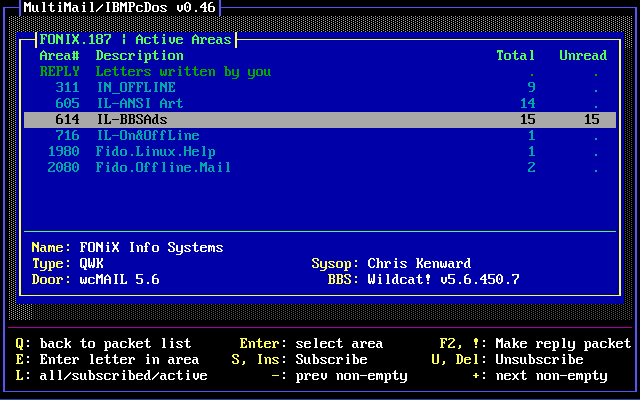 MultiMail/IBMPcDos v0.46
FONIX.187 ¦ Active Areas
Area# Description Total Unread
REPLY Letters written by you . .
311 IN_OFFLINE 9 .
605 IL-ANSI Art 14 .
614 IL-BBSAds 15 15
716 IL-On&OffLine 1 .
1980 Fido.Linux.Help 1 .
2080 Fido.Offline.Mail 2 .
Name: FONiX Info Systems
Type: QWK Sysop: Chris Kenward
Door: wcMAIL 5.6 BBS: Wildcat! v5.6.450.7
Q: back to packet list Enter: select area F2, !: Make reply packet
E: Enter letter in area S, Ins: Subscribe U, Del: Unsubscribe
L: all/subscribed/active -: prev non-empty +: next non-empty